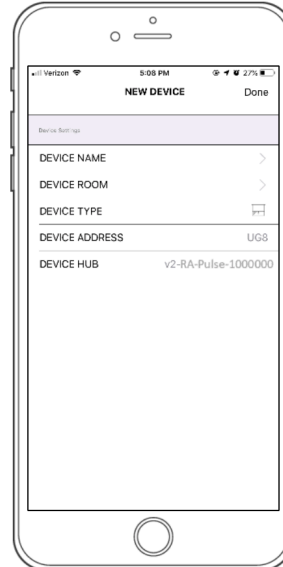 Verizon 5:08 PM 27%
NEW DEVICE Done
Device Settings
DEVICE NAME
DEVICE ROOM
DEVICE TYPE
DEVICE ADDRESS UG8
DEVICE HUB v2-RA-Pulse-1000000